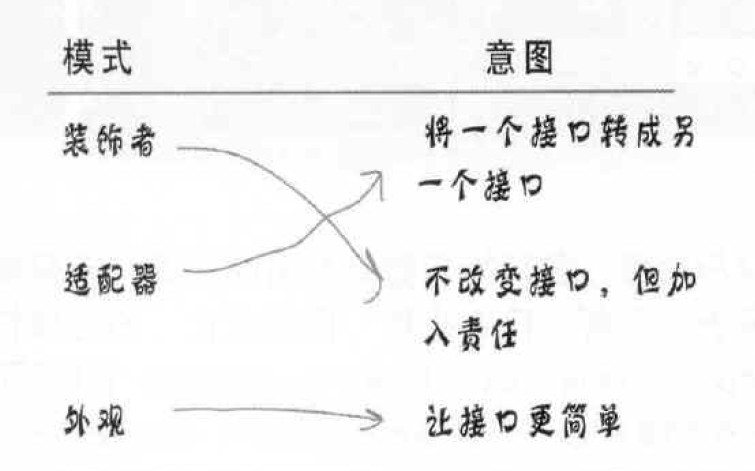 模式 意图
装饰者 将一个接口转成另
一个接口
适配器 不改变接口，但加
入责任
外观 让接口更简单